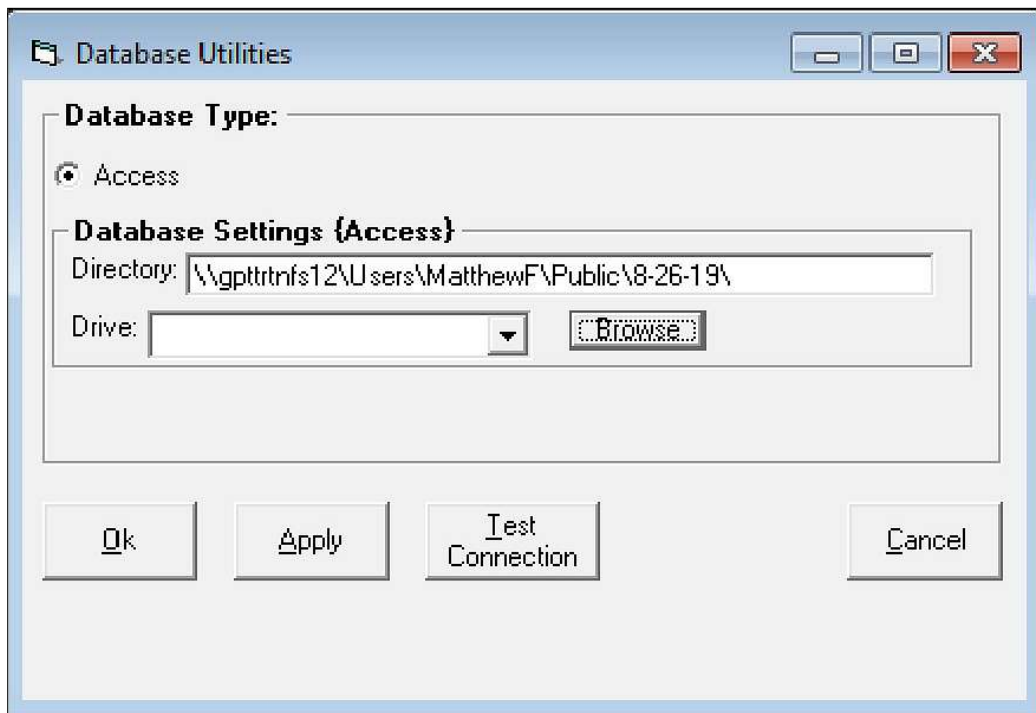 Database Utilities
Database Type:
Access
Database Settings {Access}
Directory: \\gpttrtnfs12\Users\MatthewF\Public\8-26-19\
Drive:
Browse
Ok
Apply
Test
Connection
Cancel